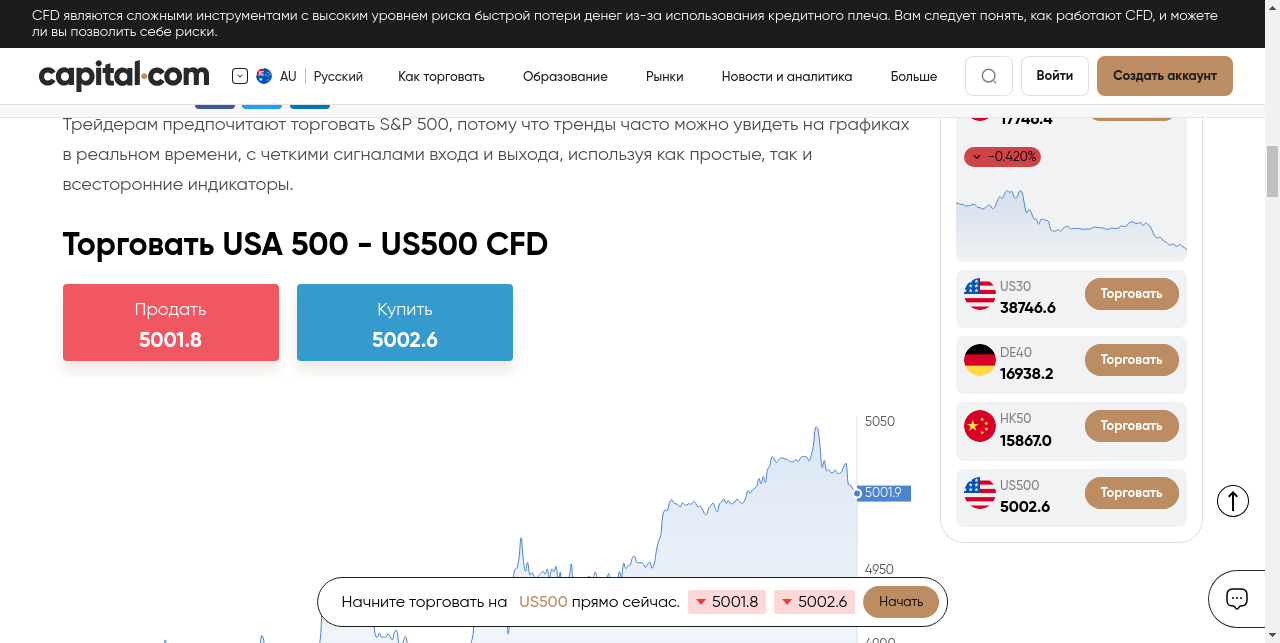 CFD являются сложными инструментами с высоким уровнем риска быстрой потери денег из-за использования кредитного плеча. Вам следует понять, как работают CFD, и можете
ли вы позволить себе риски.
capital.com
AU
Русский
Как торговать
Образование
Рынки
Новости и аналитика
Больше
Войти
Создать аккаунт
Трейдерам предпочитают торговать S&P 500, потому что тренды часто можно увидеть на графиках
в реальном времени, с четкими сигналами входа и выхода, используя как простые, так и
всесторонние индикаторы.
Торговать USA 500 - US500 CFD
Продать
5001.8
Купить
5002.6
5050
5001.9
4950
4900
17746.4
-0.420%
US30
38746.6
Торговать
DE40
16938.2
Торговать
HK50
15867.0
Торговать
US500
5002.6
Торговать
Начните торговать на US500 прямо сейчас.
5001.8
5002.6
Начать